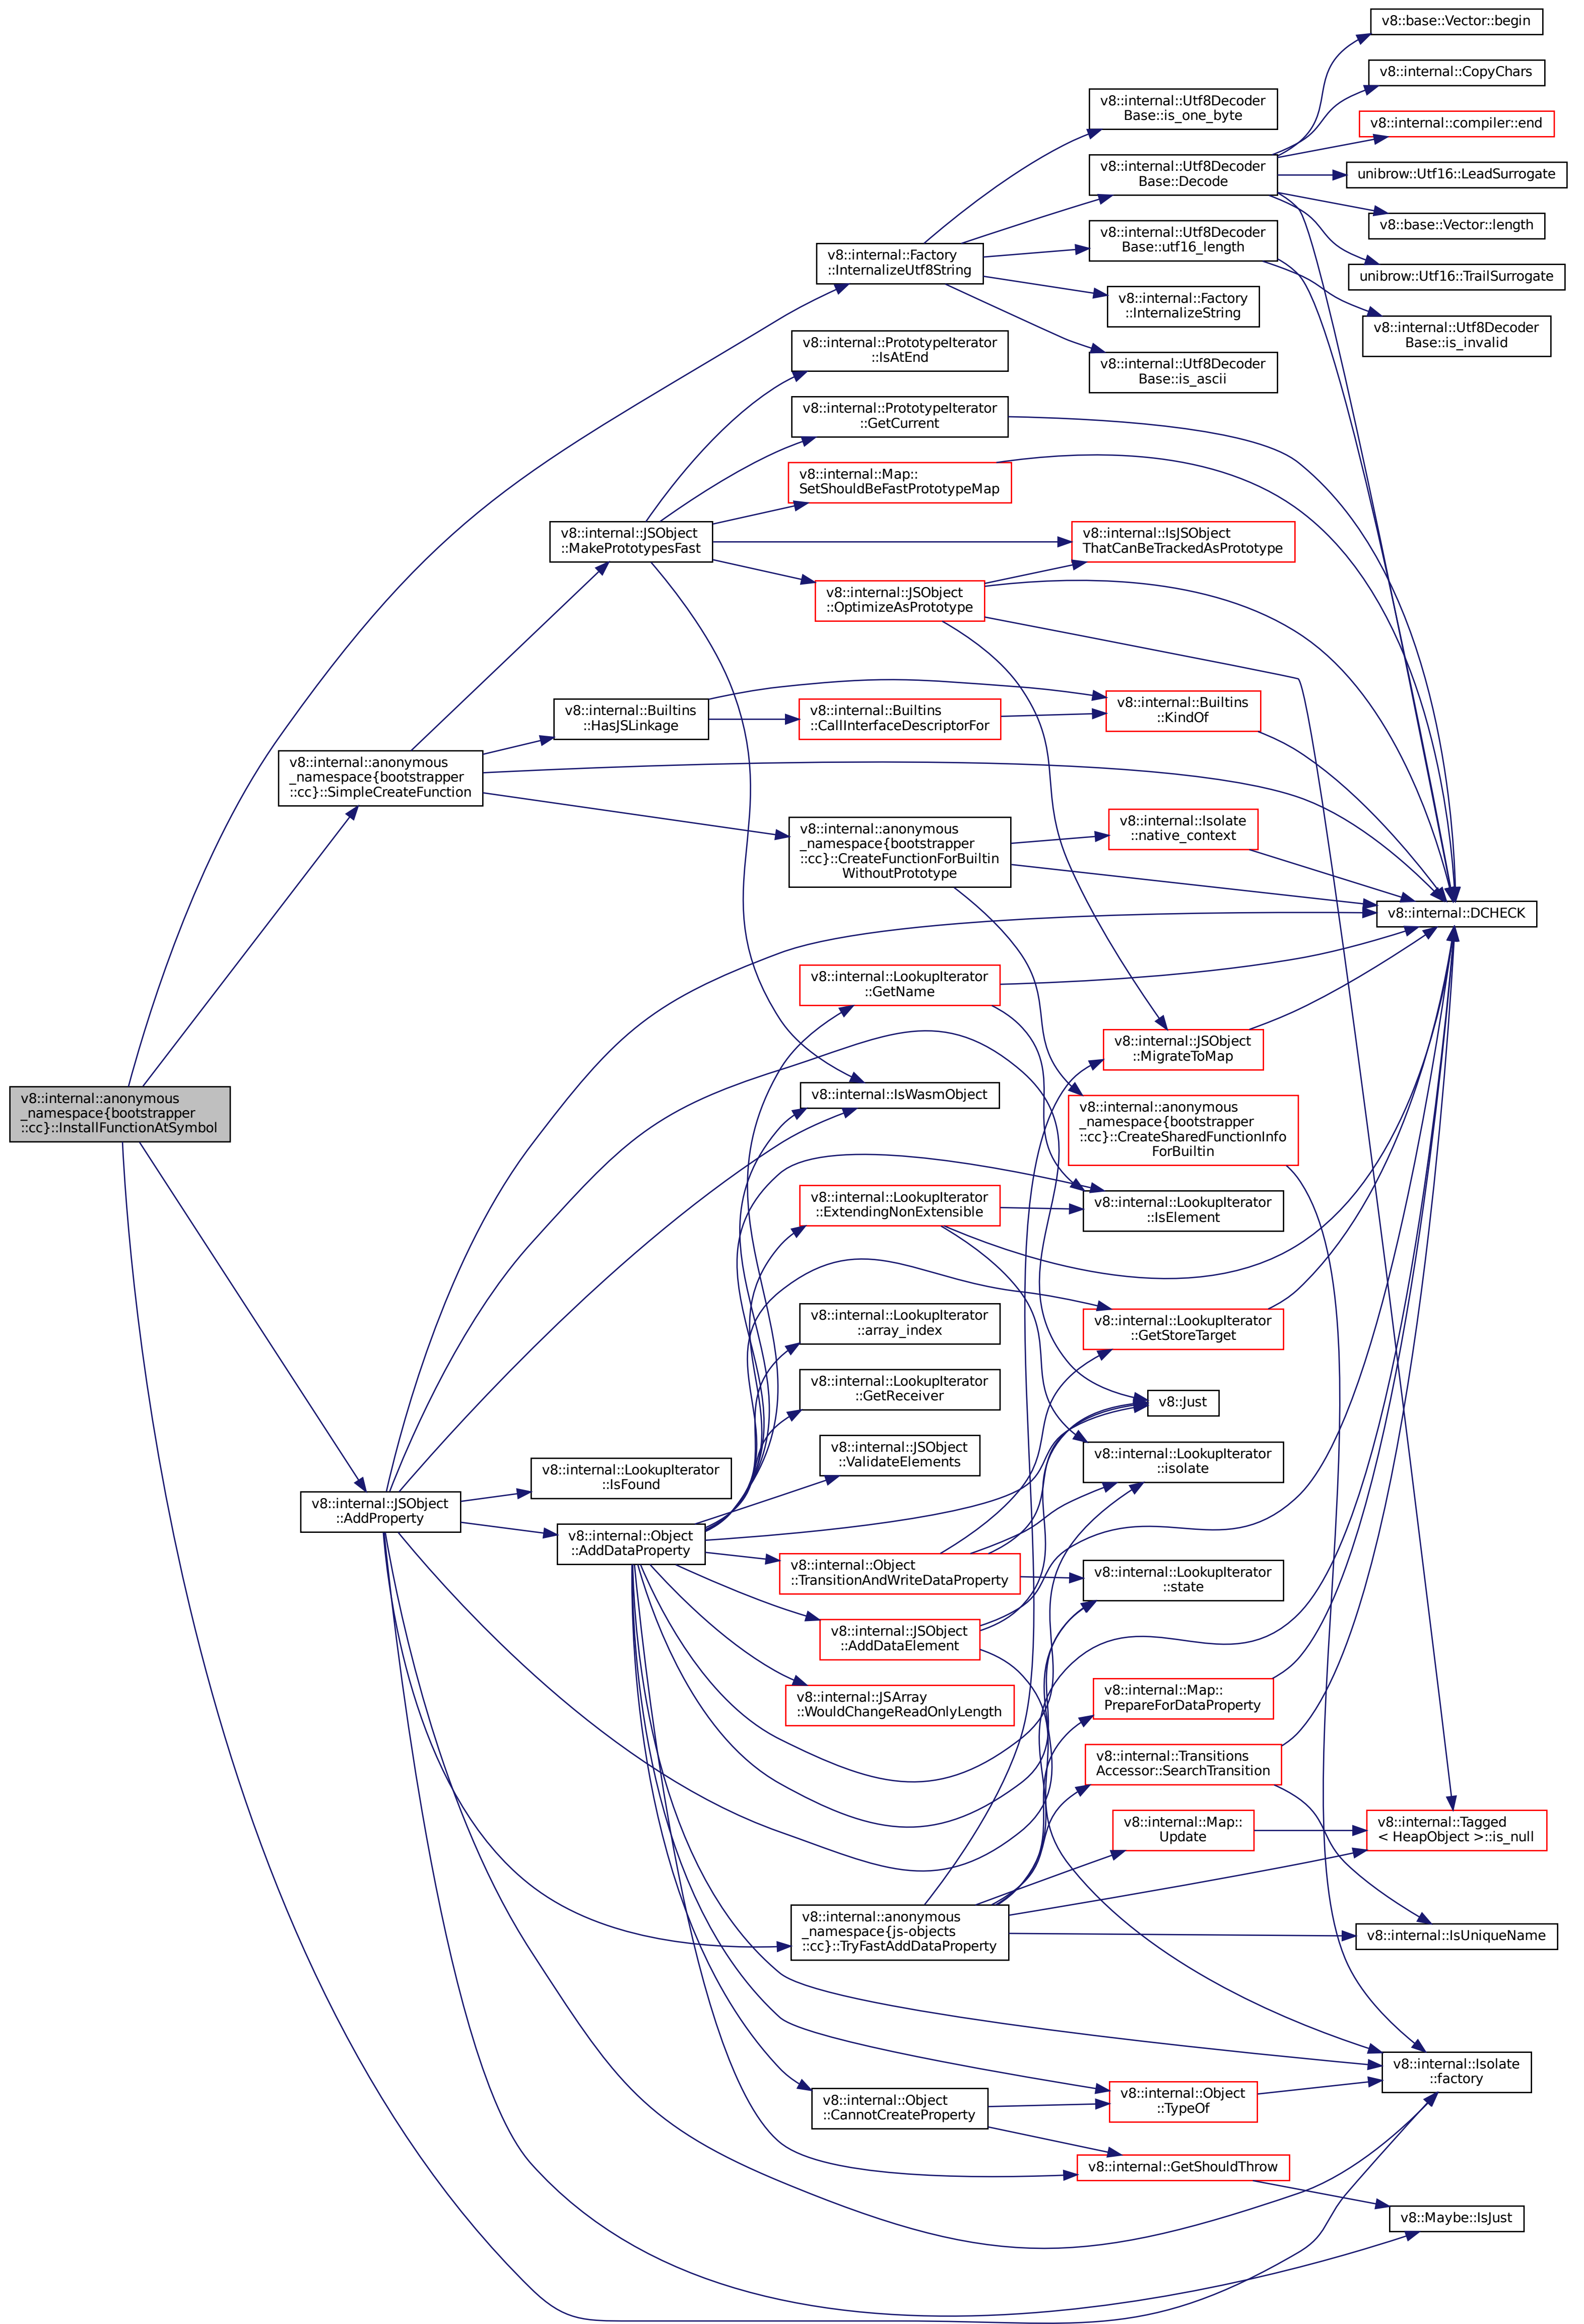 v8::base::Vector::begin
v8::internal::CopyChars
v8::internal::Utf8Decoder
Base::is_one_byte
v8::internal::compiler::end
v8::internal::Utf8Decoder
Base::Decode
unibrow::Utf16::LeadSurrogate
v8::base::Vector::length
v8::internal::Utf8Decoder
Base::utf16_length
v8::internal::Factory
::InternalizeUtf8String
unibrow::Utf16::TrailSurrogate
v8::internal::Factory
::InternalizeString
v8::internal::Utf8Decoder
Base::is_invalid
v8::internal::PrototypeIterator
::IsAtEnd
v8::internal::Utf8Decoder
Base::is_ascii
v8::internal::PrototypeIterator
::GetCurrent
v8::internal::Map::
SetShouldBeFastPrototypeMap
v8::internal::JSObject
::MakePrototypesFast
v8::internal::IsJSObject
ThatCanBeTrackedAsPrototype
v8::internal::JSObject
::OptimizeAsPrototype
v8::internal::Builtins
::HasJSLinkage
v8::internal::Builtins
::CallInterfaceDescriptorFor
v8::internal::Builtins
::KindOf
v8::internal::anonymous
_namespace{bootstrapper
::cc}::SimpleCreateFunction
v8::internal::anonymous
_namespace{bootstrapper
::cc}::CreateFunctionForBuiltin
WithoutPrototype
v8::internal::Isolate
::native_context
v8::internal::DCHECK
v8::internal::LookupIterator
::GetName
v8::internal::JSObject
::MigrateToMap
v8::internal::anonymous
_namespace{bootstrapper
::cc}::InstallFunctionAtSymbol
v8::internal::IsWasmObject
v8::internal::anonymous
_namespace{bootstrapper
::cc}::CreateSharedFunctionInfo
ForBuiltin
v8::internal::LookupIterator
::ExtendingNonExtensible
v8::internal::LookupIterator
::IsElement
v8::internal::LookupIterator
::array_index
v8::internal::LookupIterator
::GetStoreTarget
v8::internal::LookupIterator
::GetReceiver
v8::Just
v8::internal::JSObject
::ValidateElements
v8::internal::LookupIterator
::isolate
v8::internal::LookupIterator
::IsFound
v8::internal::JSObject
::AddProperty
v8::internal::Object
::AddDataProperty
v8::internal::Object
::TransitionAndWriteDataProperty
v8::internal::LookupIterator
::state
v8::internal::JSObject
::AddDataElement
v8::internal::JSArray
::WouldChangeReadOnlyLength
v8::internal::Map::
PrepareForDataProperty
v8::internal::Transitions
Accessor::SearchTransition
v8::internal::Map::
Update
v8::internal::Tagged
< HeapObject >::is_null
v8::internal::anonymous
_namespace{js-objects
::cc}::TryFastAddDataProperty
v8::internal::IsUniqueName
v8::internal::Isolate
::factory
v8::internal::Object
::CannotCreateProperty
v8::internal::Object
::TypeOf
v8::internal::GetShouldThrow
v8::Maybe::IsJust